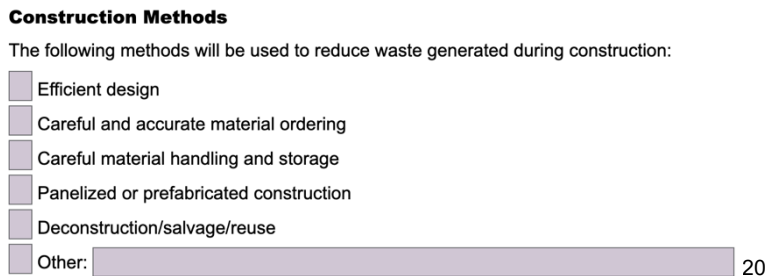 Construction Methods
The following methods will be used to reduce waste generated during construction:
Efficient design
Careful and accurate material ordering
Careful material handling and storage
Panelized or prefabricated construction
Deconstruction/salvage/reuse
Other: 20